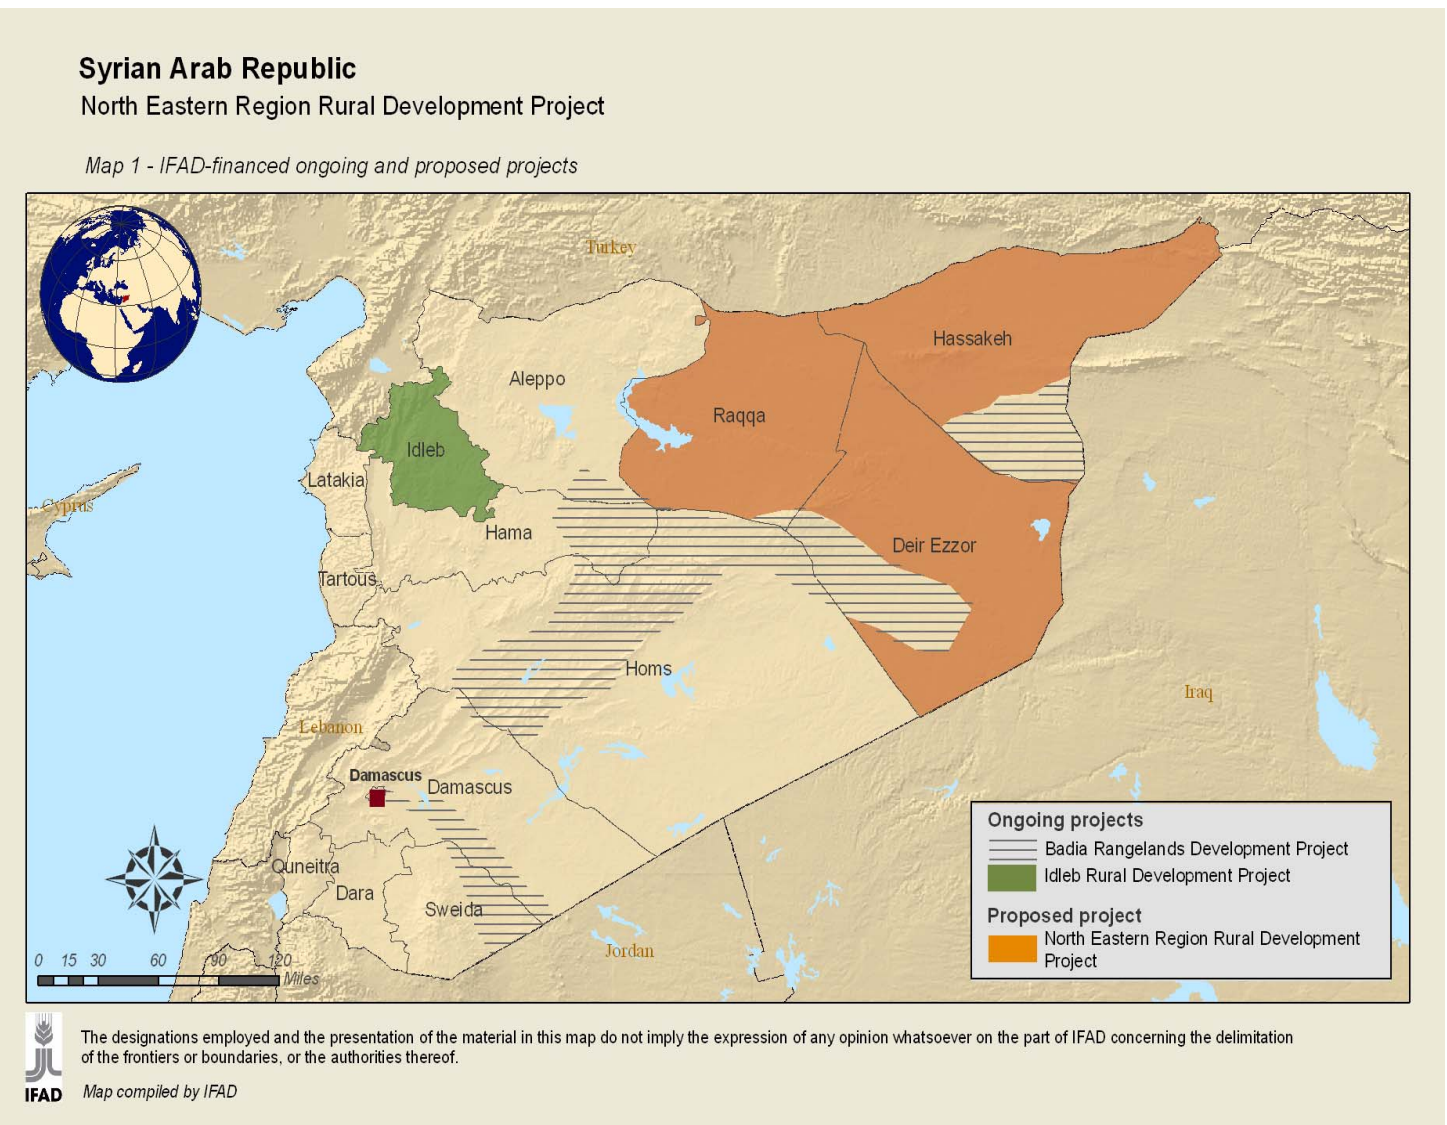 Syrian Arab Republic
North Eastern Region Rural Development Project
Map 1 - IFAD-financed ongoing and proposed projects
Turkey
Hassakeh
Aleppo
Raqqa
Idleb
Latakia
Cyprus
Hama
Deir Ezzor
Tartous
Homs
Iraq
Lebanon
Damascus
Damascus
Quneitra
Dara
Sweida
Jordan
0 15 30 60 90 120
Miles
Ongoing projects
Badia Rangelands Development Project
Idleb Rural Development Project
Proposed project
North Eastern Region Rural Development
Project
The designations employed and the presentation of the material in this map do not imply the expression of any opinion whatsoever on the part of IFAD concerning the delimitation
of the frontiers or boundaries, or the authorities thereof.
IFAD
Map compiled by IFAD